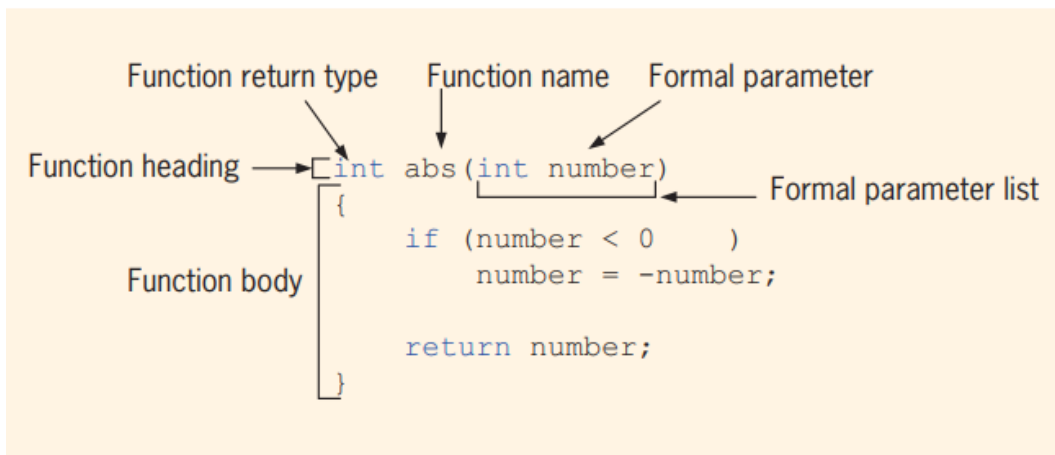 Function return type Function name Formal parameter
Function heading int abs(int number)
Formal parameter list
{
if (number < 0    )
Function body
number = -number;
return number;
}